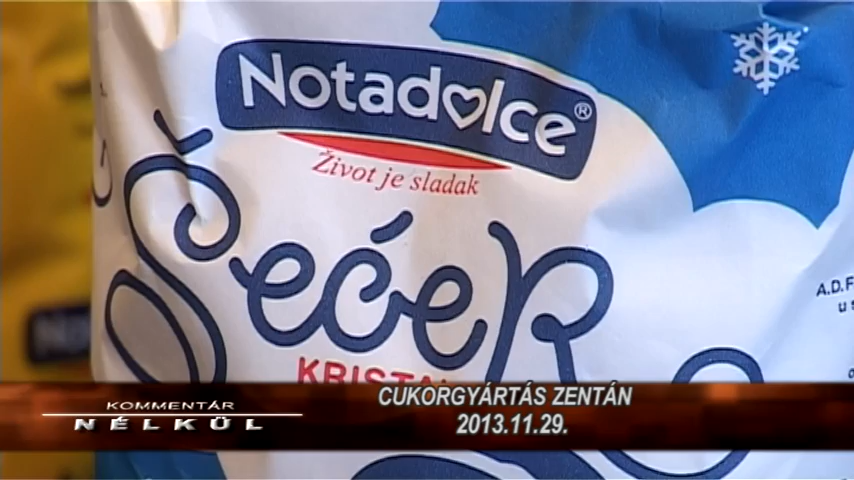 Notadolce®
Život je sladak
Šećer
A.D. F
u s
KOMMENTÁR
NÉLKÜL
CUKORGYÁRTÁS ZENTÁN
2013.11.29.